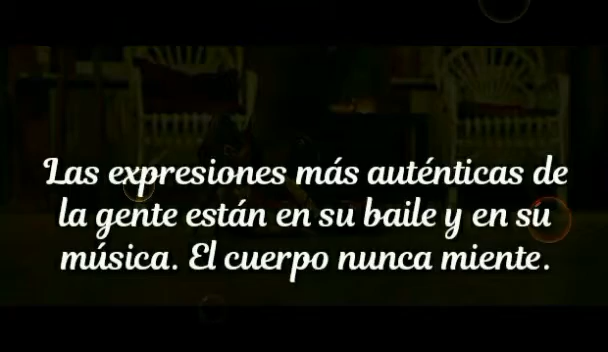 Las expresiones más auténticas de
la gente están en su baile y en su
música. El cuerpo nunca miente.